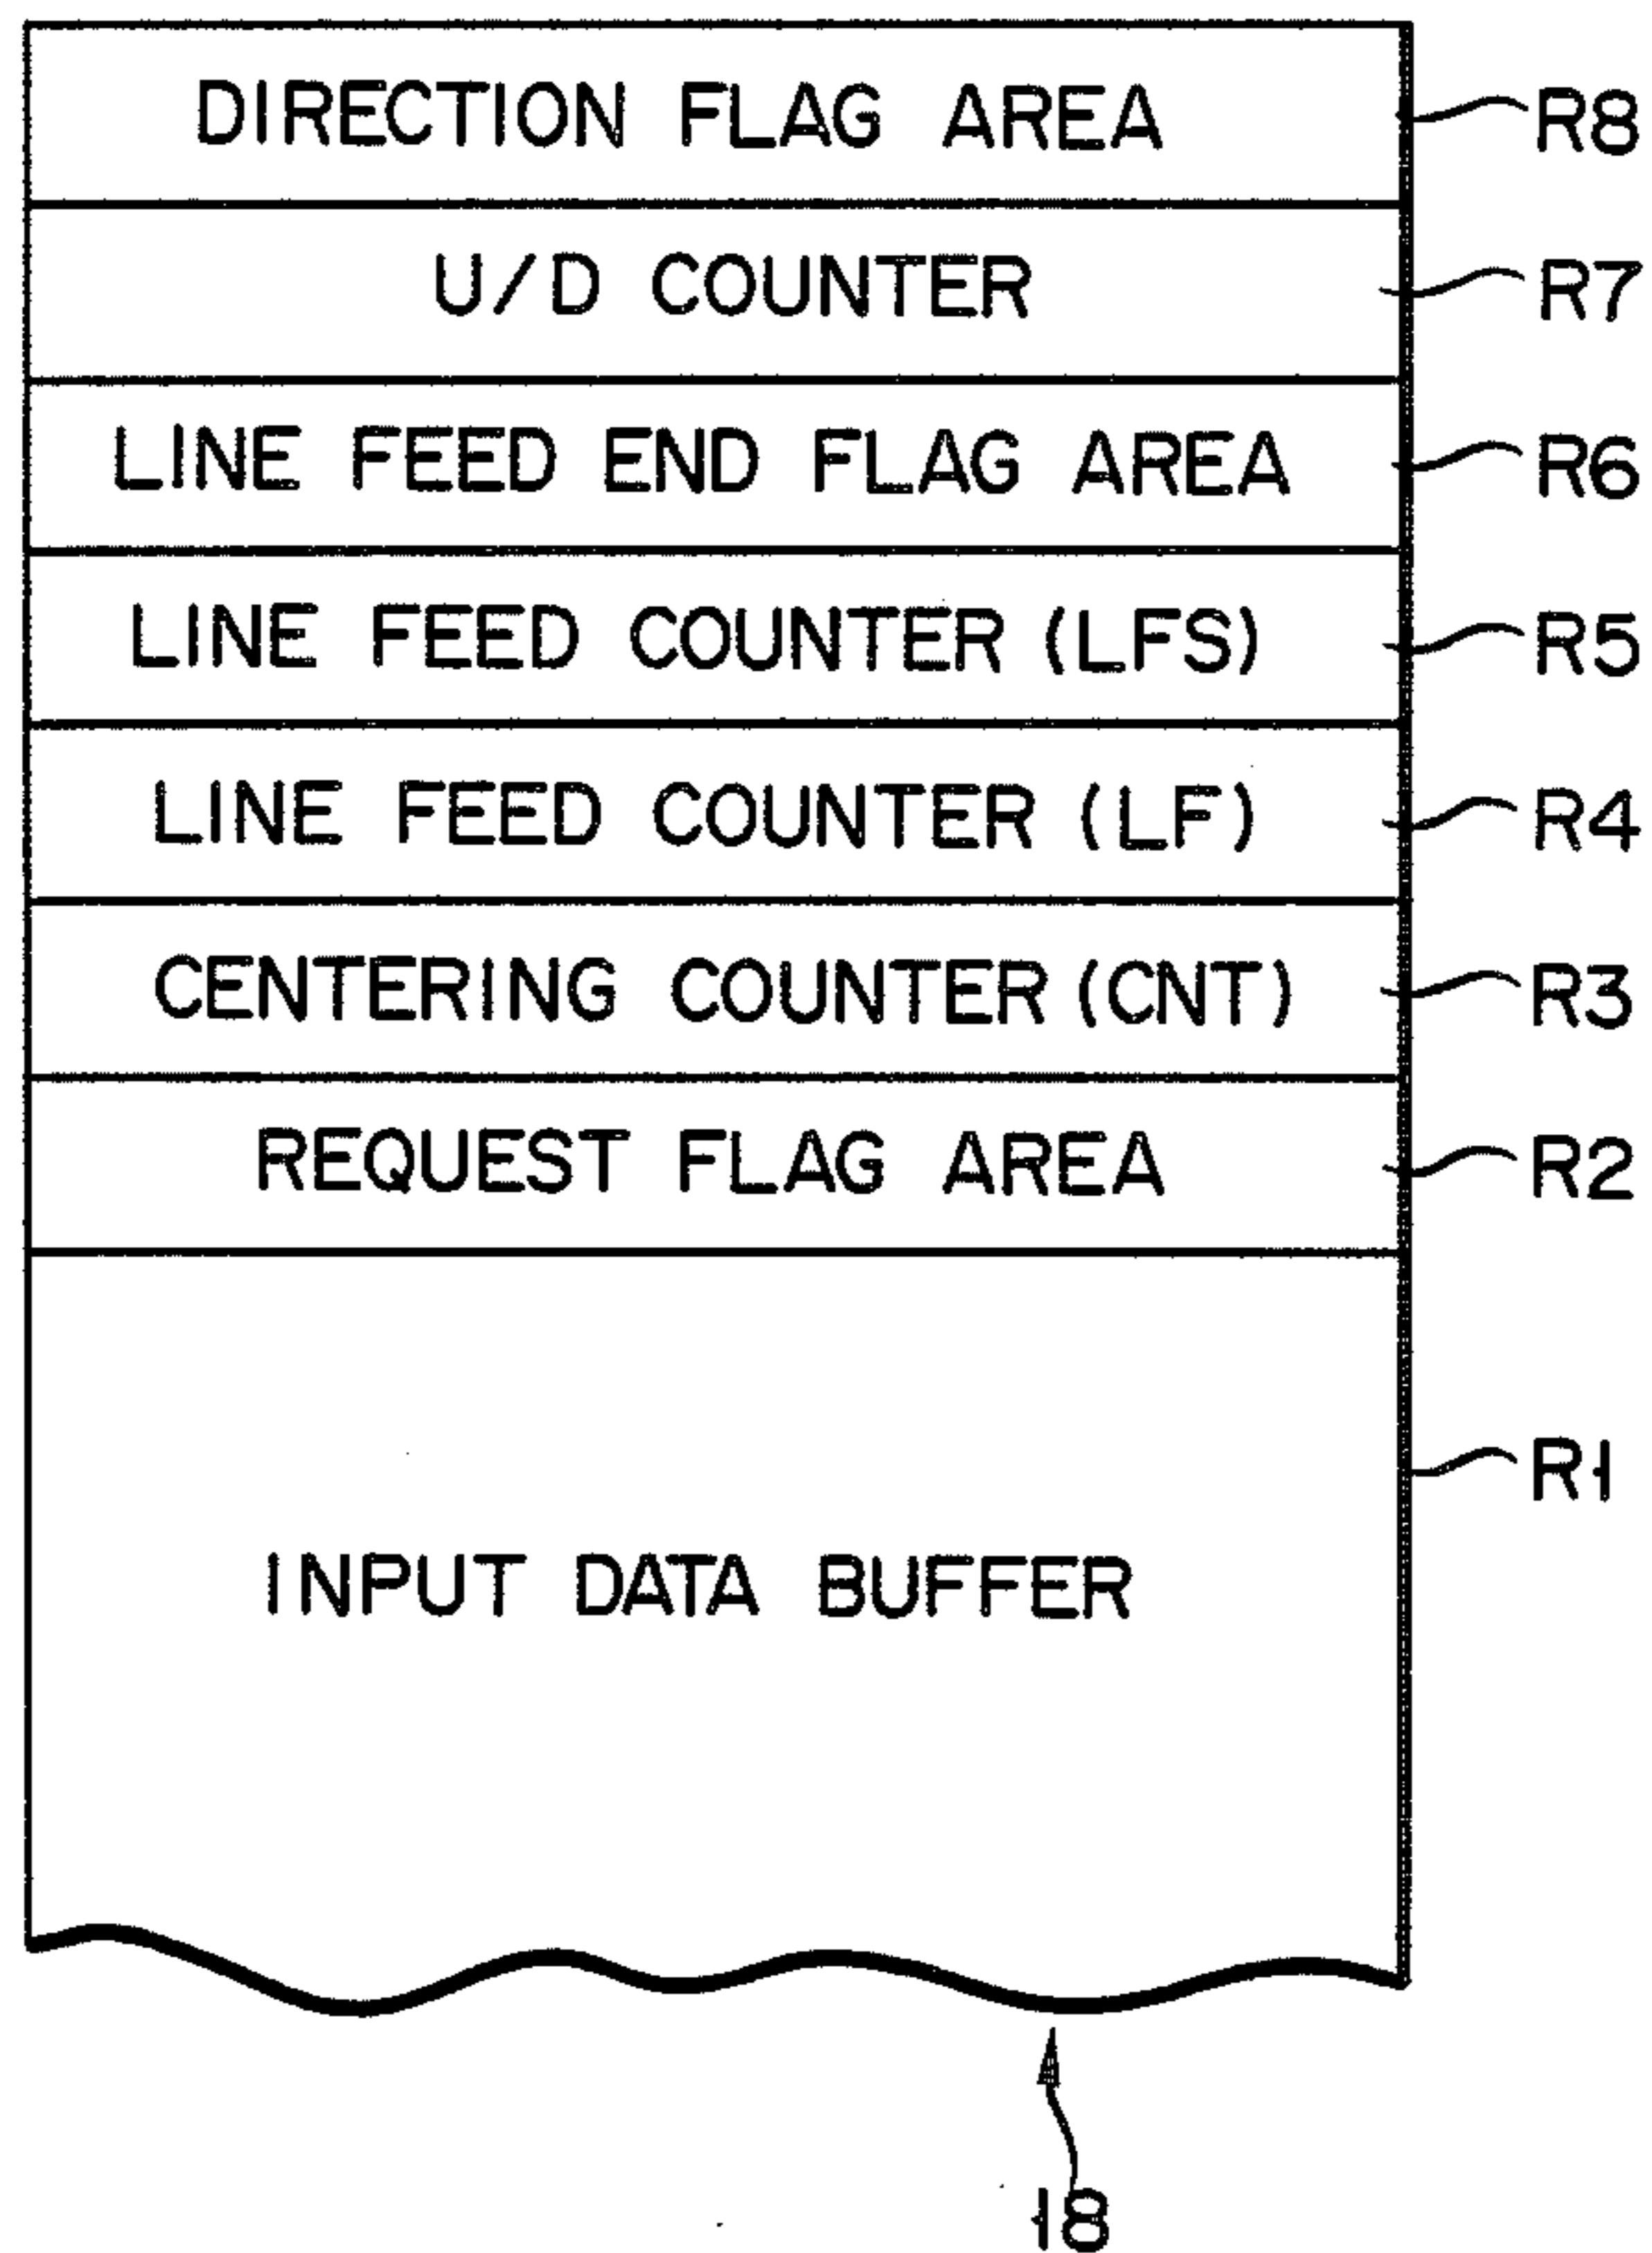 DIRECTION FLAG AREA R8
U/D COUNTER R7
LINE FEED END FLAG AREA R6
LINE FEED COUNTER (LFS) R5
LINE FEED COUNTER (LF) R4
CENTERING COUNTER (CNT) R3
REQUEST FLAG AREA R2
R1
INPUT DATA BUFFER
18